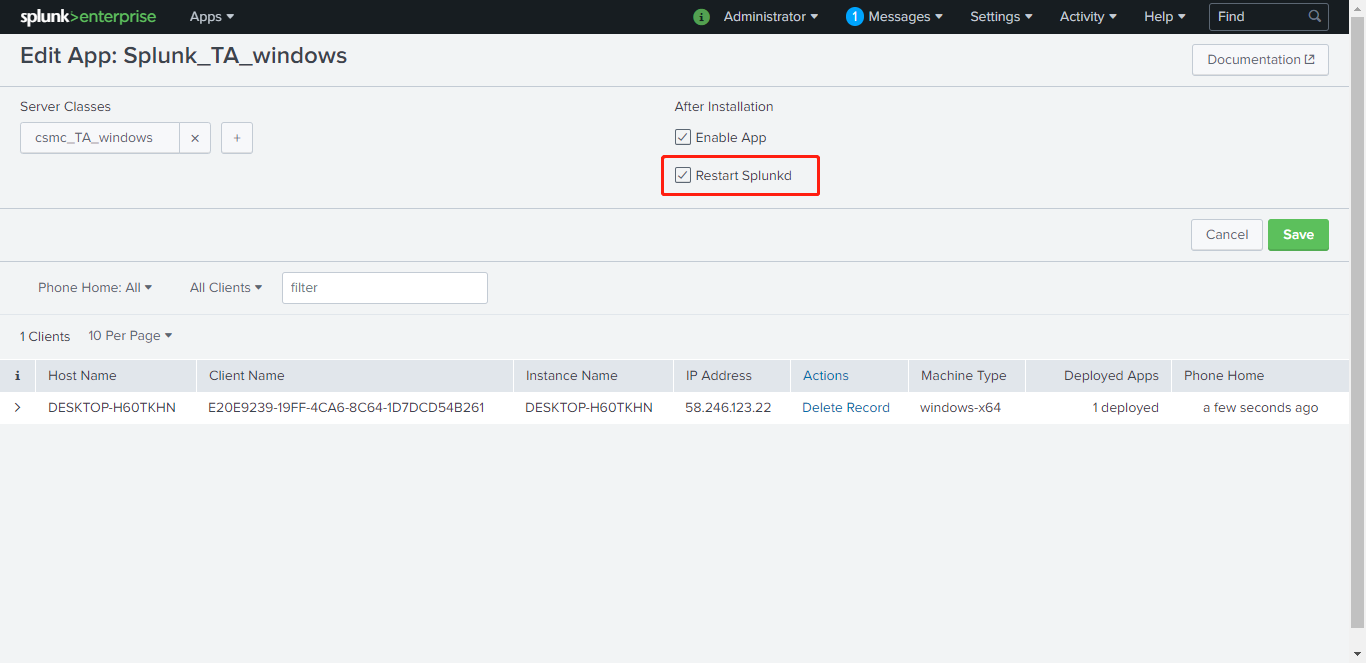 splunk>enterprise Apps i Administrator 1 Messages Settings Activity Help Find
Edit App: Splunk_TA_windows Documentation
Server Classes After Installation
csmc_TA_windows × + Enable App
Restart Splunkd
Cancel Save
Phone Home: All All Clients filter
1 Clients 10 Per Page
i Host Name Client Name Instance Name IP Address Actions Machine Type Deployed Apps Phone Home
> DESKTOP-H60TKHN E20E9239-19FF-4CA6-8C64-1D7DCD54B261 DESKTOP-H60TKHN 58.246.123.22 Delete Record windows-x64 1 deployed a few seconds ago